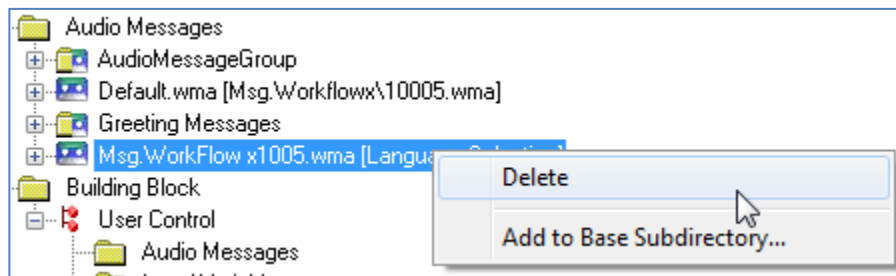 Audio Messages
AudioMessageGroup
Default.wma [Msg.Workflowx\10005.wma]
Greeting Messages
Msg.WorkFlow x1005.wma [Langua
Delete
Building Block
User Control
Add to Base Subdirectory...
Audio Messages